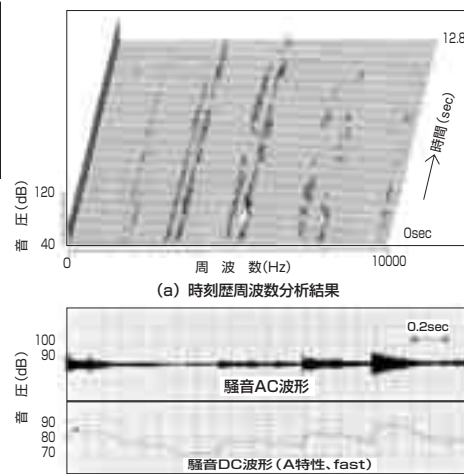 12.8
時間(sec)
音圧(dB)
120
40
0sec
0
周波数(Hz)
10000
(a) 時刻歴周波数分析結果
音圧(dB)
100
90
0.2sec
騒音AC波形
90
80
70
騒音DC波形(A特性、fast)